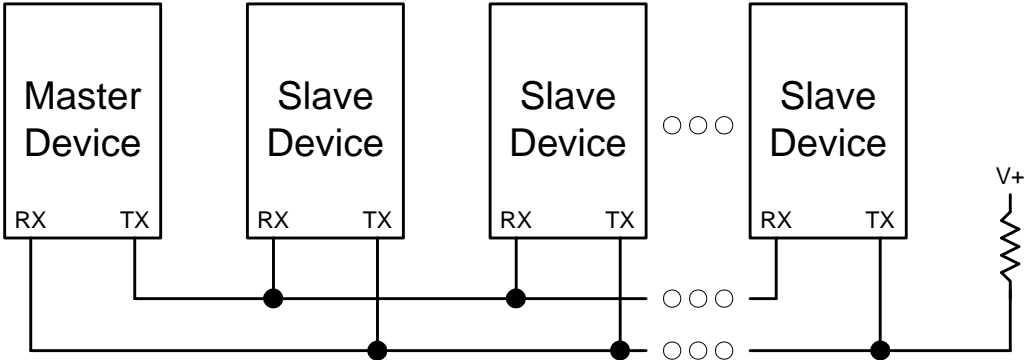 Master
Device
Slave
Device
Slave
Device
Slave
Device
RX TX
RX TX
RX TX
RX TX
V+